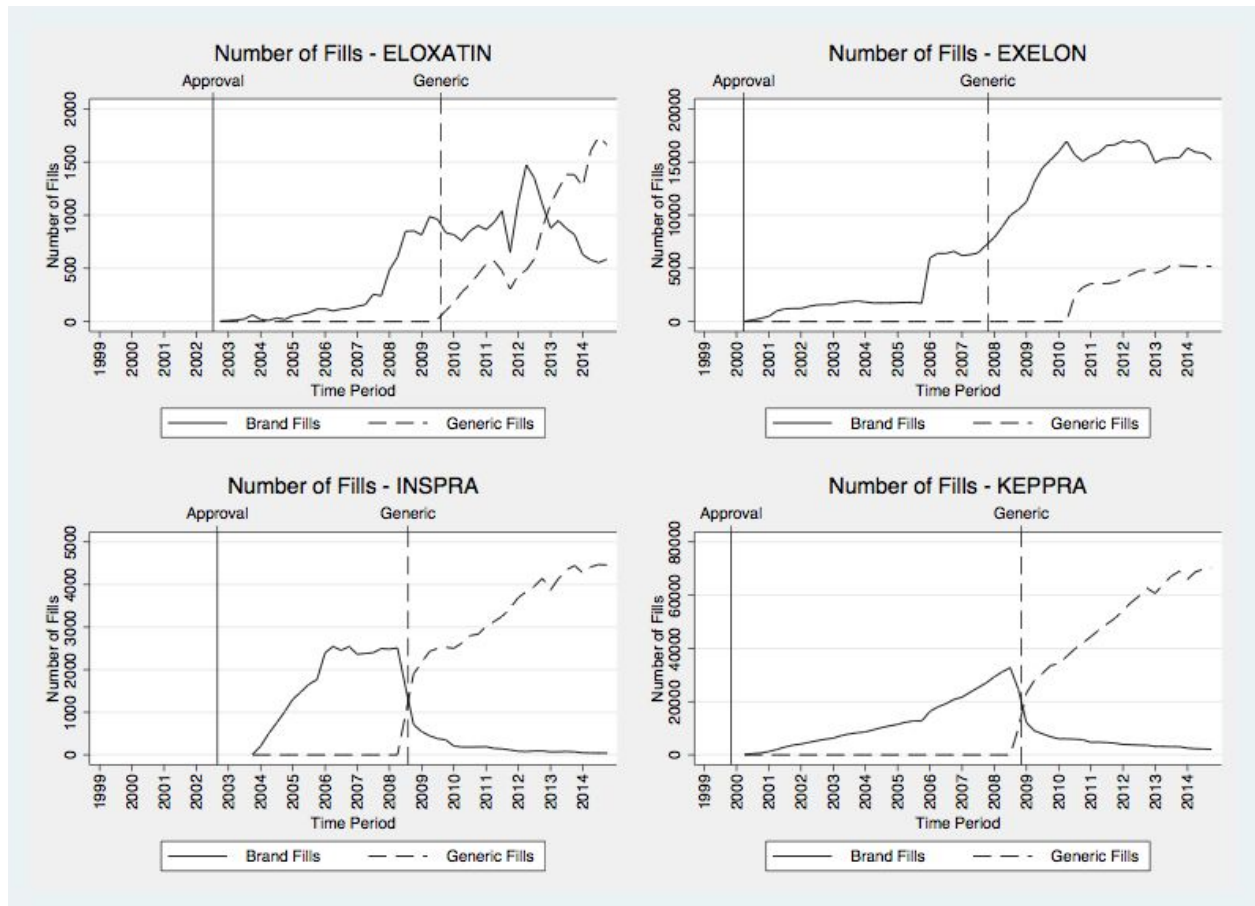 Number of Fills - ELOXATIN
Approval Generic
Number of Fills
2000
1500
1000
500
0
1999 2000 2001 2002 2003 2004 2005 2006 2007 2008 2009 2010 2011 2012 2013 2014
Time Period
Brand Fills Generic Fills
Number of Fills - EXELON
Approval Generic
Number of Fills
20000
15000
10000
5000
0
1999 2000 2001 2002 2003 2004 2005 2006 2007 2008 2009 2010 2011 2012 2013 2014
Time Period
Brand Fills Generic Fills
Number of Fills - INSPRA
Approval Generic
Number of Fills
5000
4000
3000
2000
1000
0
1999 2000 2001 2002 2003 2004 2005 2006 2007 2008 2009 2010 2011 2012 2013 2014
Time Period
Brand Fills Generic Fills
Number of Fills - KEPPRA
Approval Generic
Number of Fills
80000
60000
40000
20000
0
1999 2000 2001 2002 2003 2004 2005 2006 2007 2008 2009 2010 2011 2012 2013 2014
Time Period
Brand Fills Generic Fills